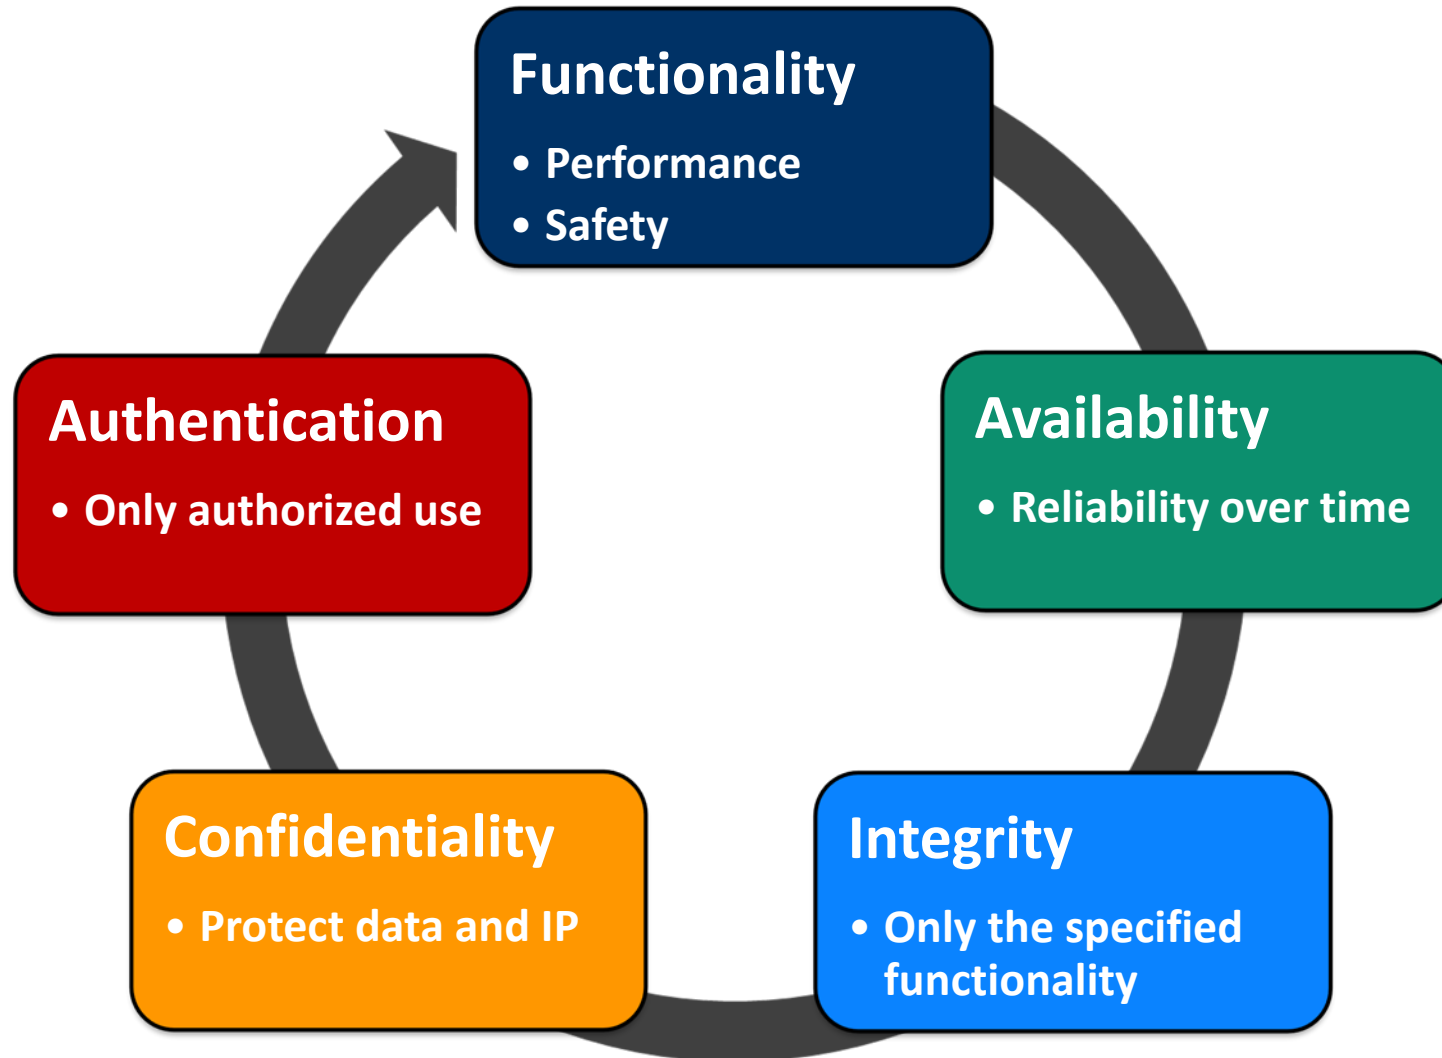 Functionality
• Performance
• Safety
Availability
• Reliability over time
Integrity
• Only the specified
functionality
Confidentiality
• Protect data and IP
Authentication
• Only authorized use